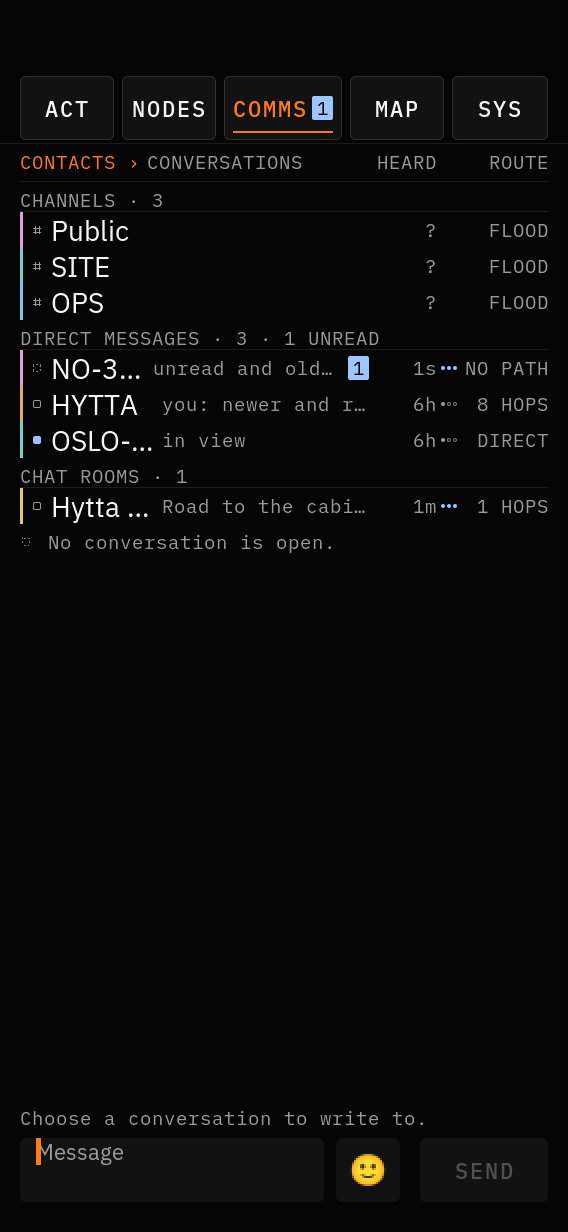 ACT NODES COMMS 1 MAP SYS
CONTACTS › CONVERSATIONS HEARD ROUTE
CHANNELS · 3
# Public ? FLOOD
# SITE ? FLOOD
# OPS ? FLOOD
DIRECT MESSAGES · 3 · 1 UNREAD
NO-3… unread and old… 1 1s NO PATH
HYTTA you: newer and r… 6h 8 HOPS
OSLO-… in view 6h DIRECT
CHAT ROOMS · 1
Hytta … Road to the cabi… 1m 1 HOPS
No conversation is open.
Choose a conversation to write to.
Message SEND